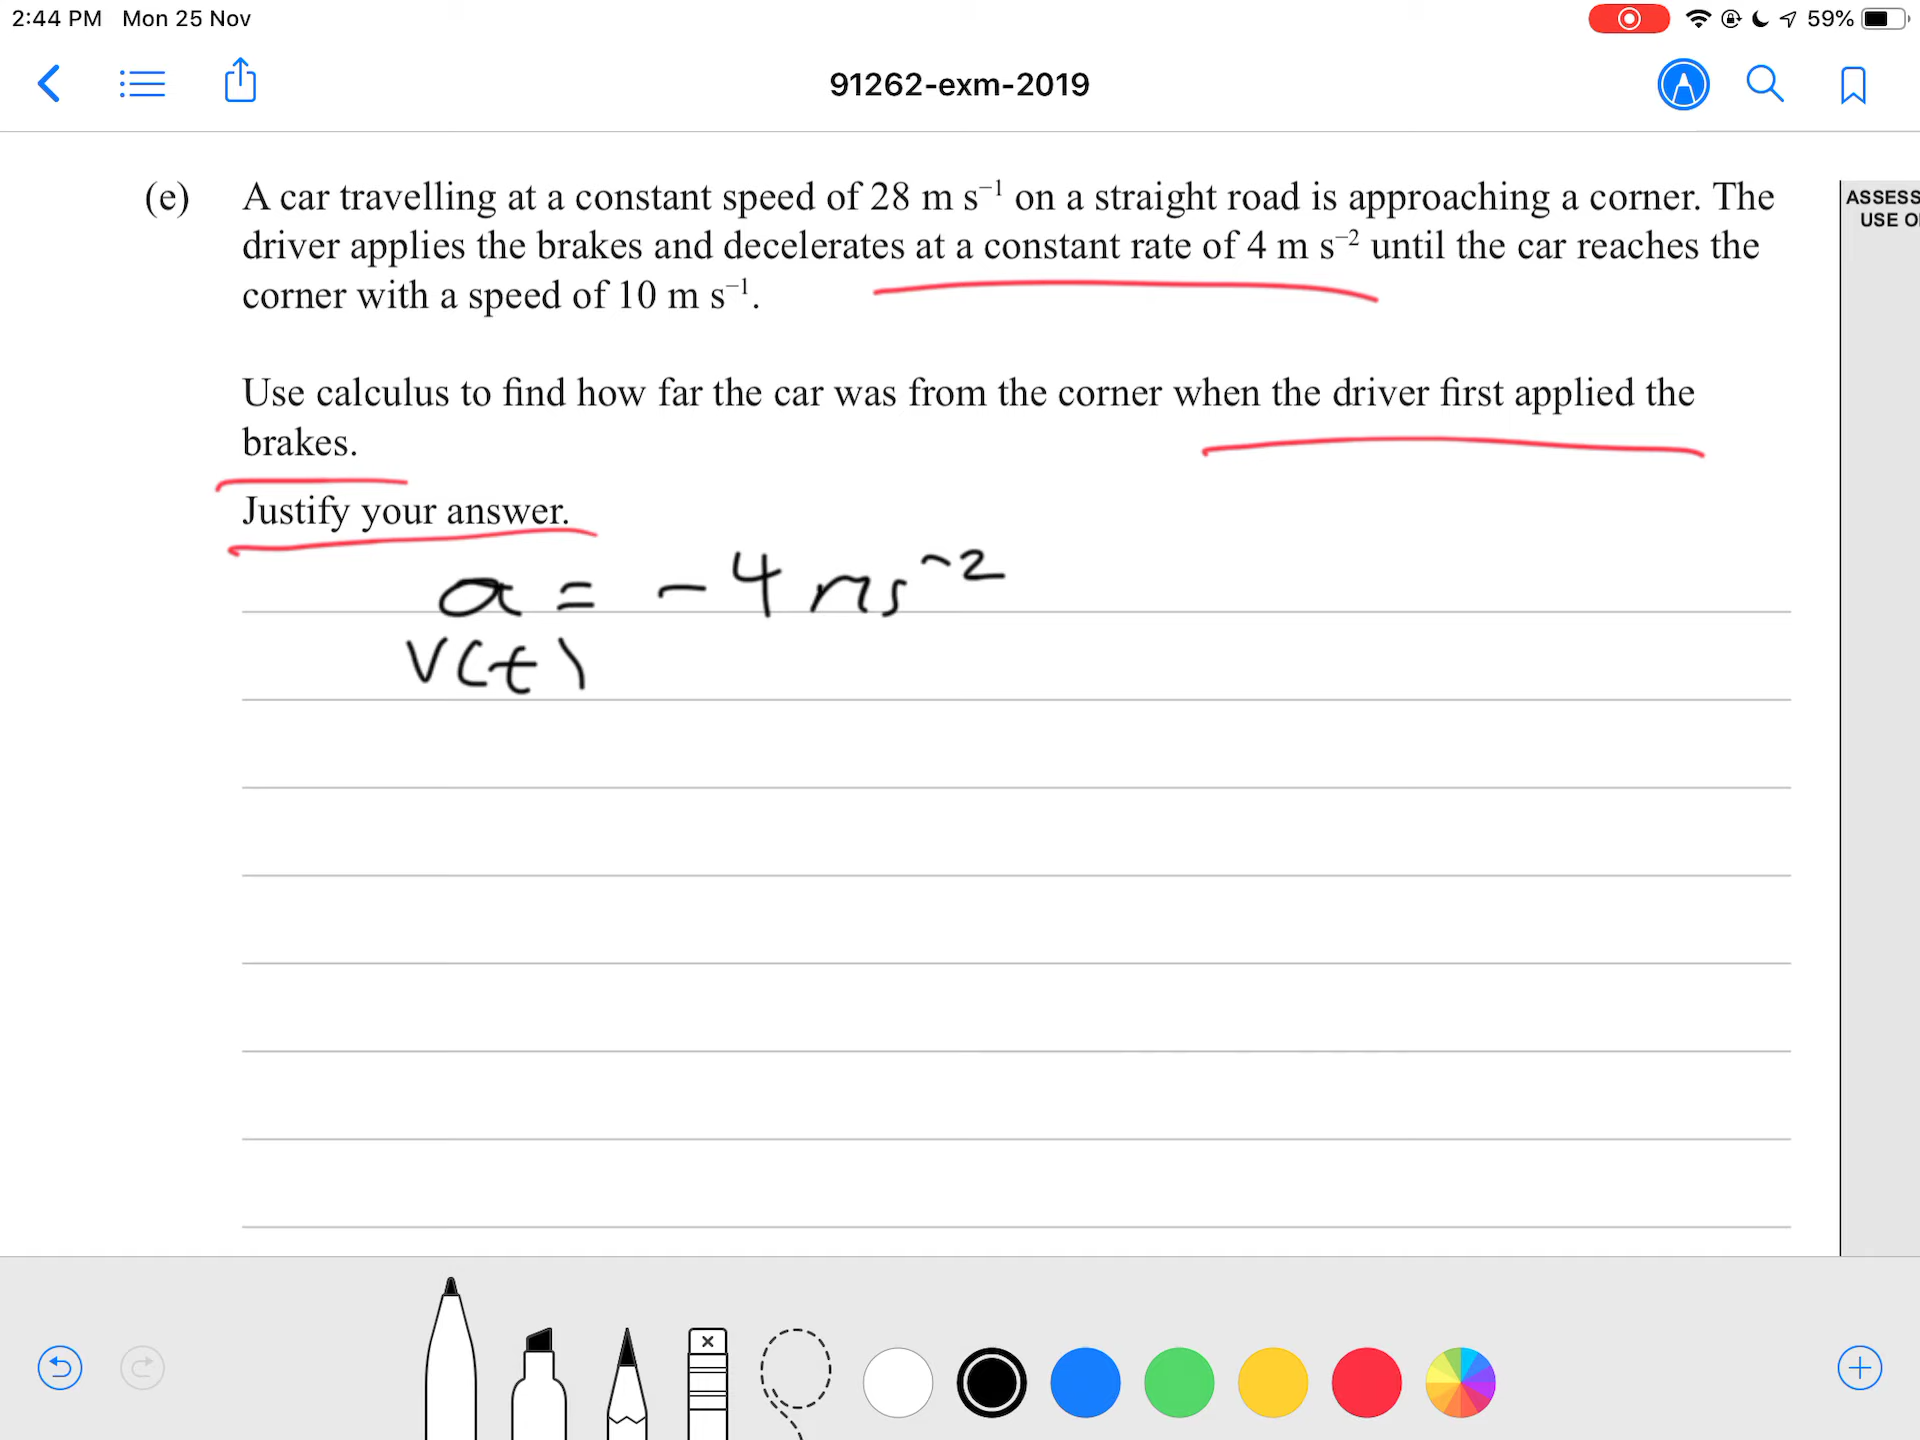 2:44 PM Mon 25 Nov
59%
91262-exm-2019
(e) A car travelling at a constant speed of 28 m s⁻¹ on a straight road is approaching a corner. The
driver applies the brakes and decelerates at a constant rate of 4 m s⁻² until the car reaches the
corner with a speed of 10 m s⁻¹.
Use calculus to find how far the car was from the corner when the driver first applied the
brakes.
Justify your answer.
a = -4 ms⁻²
v(t)